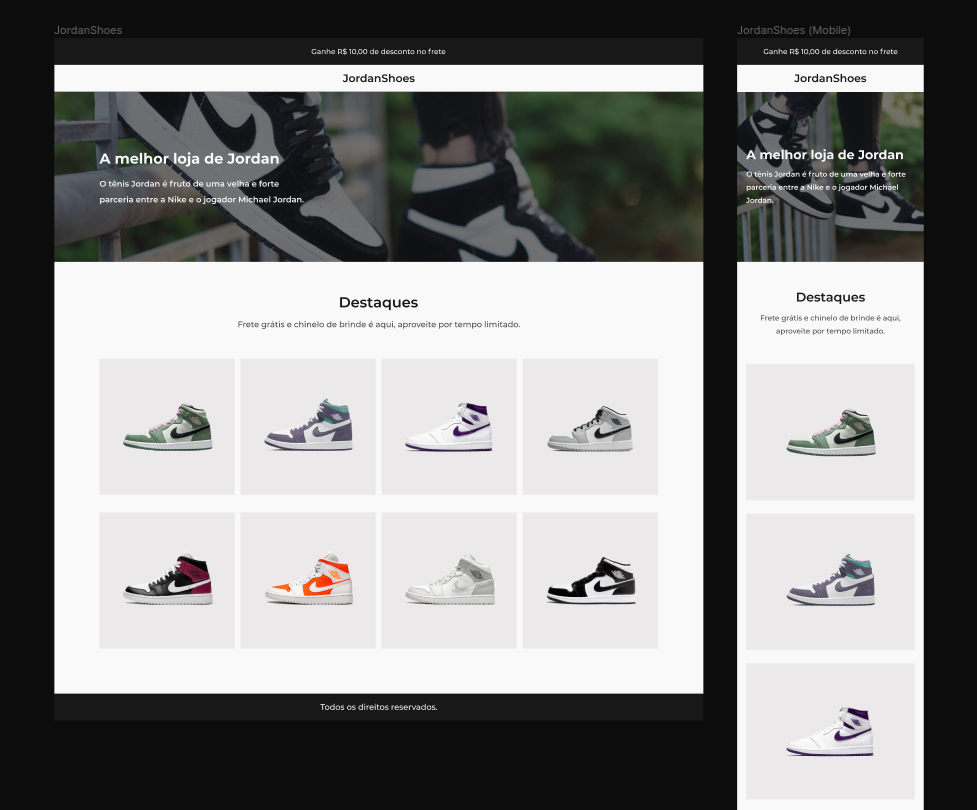 JordanShoes
Ganhe R$ 10,00 de desconto no frete
JordanShoes
A melhor loja de Jordan
O tênis Jordan é fruto de uma velha e forte
parceria entre a Nike e o jogador Michael Jordan.
Destaques
Frete grátis e chinelo de brinde é aqui, aproveite por tempo limitado.
Todos os direitos reservados.
JordanShoes (Mobile)
Ganhe R$ 10,00 de desconto no frete
JordanShoes
A melhor loja de Jordan
O tênis Jordan é fruto de uma velha e forte
parceria entre a Nike e o jogador Michael
Jordan.
Destaques
Frete grátis e chinelo de brinde é aqui,
aproveite por tempo limitado.